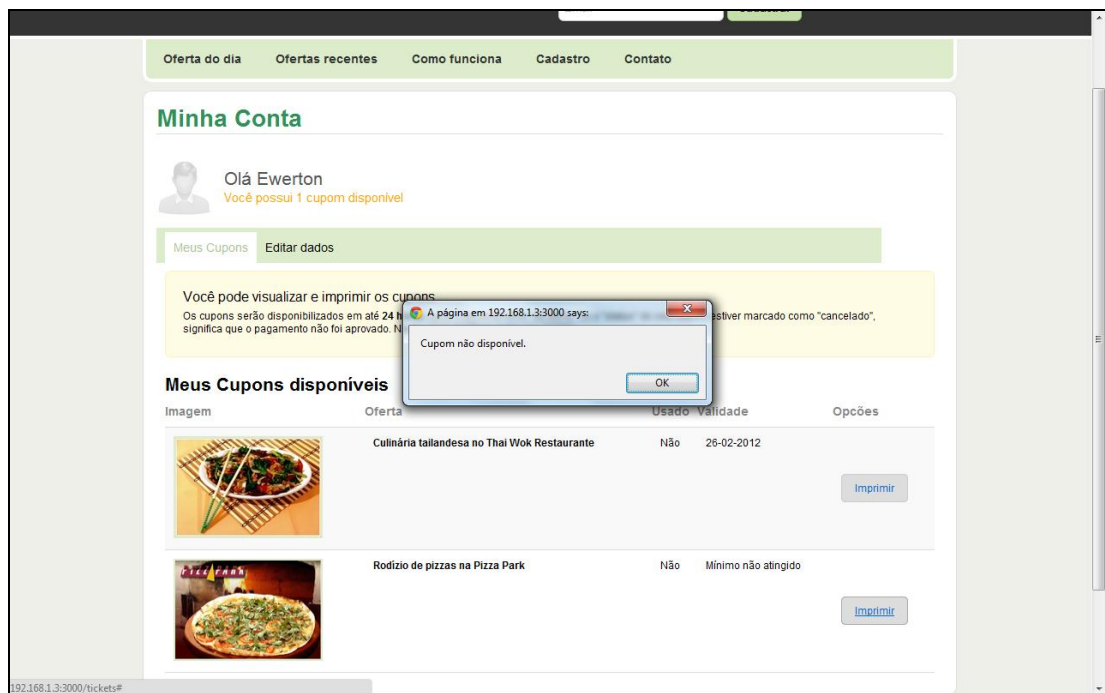 Oferta do dia Ofertas recentes Como funciona Cadastro Contato
Minha Conta
Olá Ewerton
Você possui 1 cupom disponível
Meus Cupons Editar dados
Você pode visualizar e imprimir os cupons
Os cupons serão disponibilizados em até 24 h
estiver marcado como "cancelado",
significa que o pagamento não foi aprovado. N
A página em 192.168.1.3:3000 says:
Cupom não disponível.
OK
Meus Cupons disponíveis
Imagem Oferta Usado Validade Opcões
Culinária tailandesa no Thai Wok Restaurante Não 26-02-2012
Imprimir
Rodízio de pizzas na Pizza Park Não Mínimo não atingido
Imprimir
192.168.1.3:3000/tickets#